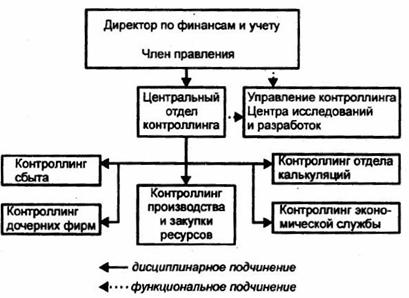 Директор по финансам и учету
Член правления
Центральный
отдел
контроллинга
Управление контроллинга
Центра исследований
и разработок
Контроллинг
сбыта
Контроллинг отдела
калькуляций
Контроллинг
производства
и закупки
ресурсов
Контроллинг
дочерних фирм
Контроллинг эконо-
мической службы
дисциплинарное подчинение
функциональное подчинение